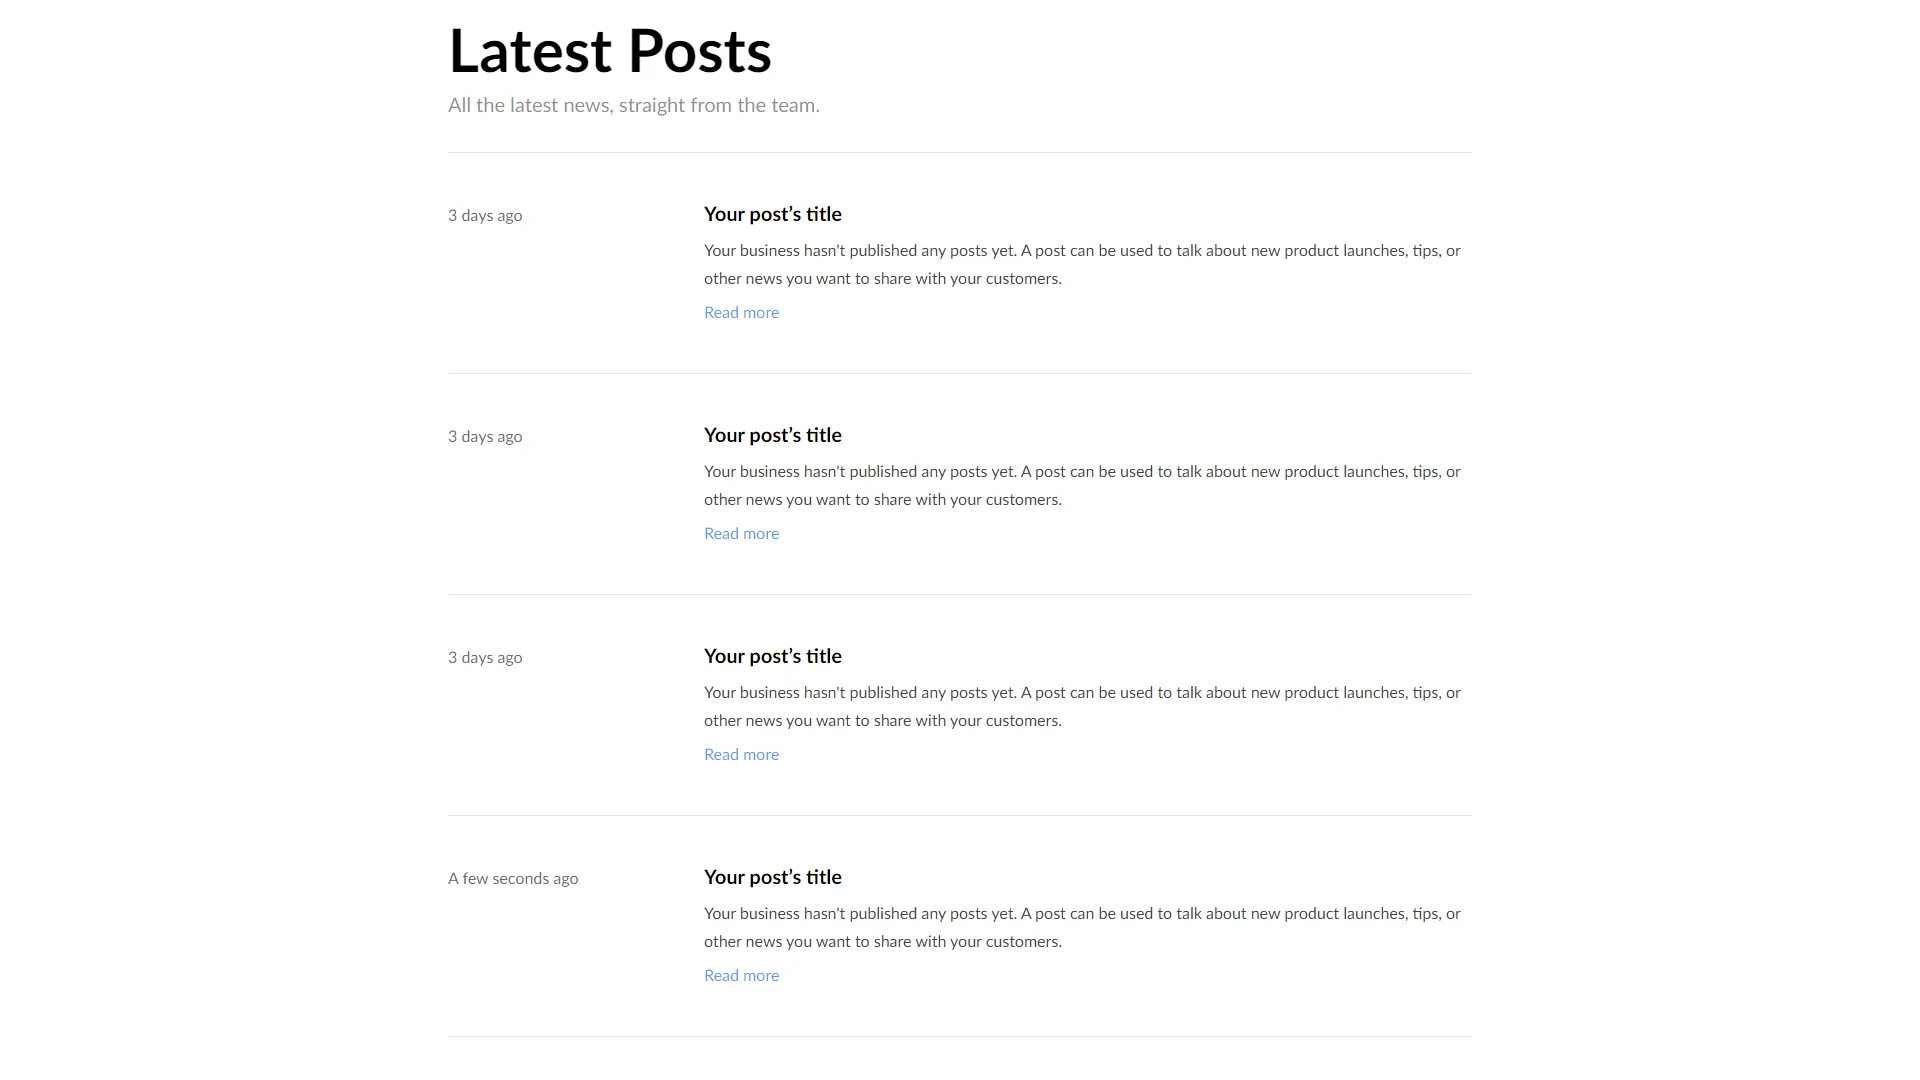 Latest Posts
All the latest news, straight from the team.
3 days ago
Your post’s title
Your business hasn't published any posts yet. A post can be used to talk about new product launches, tips, or
other news you want to share with your customers.
Read more
3 days ago
Your post’s title
Your business hasn't published any posts yet. A post can be used to talk about new product launches, tips, or
other news you want to share with your customers.
Read more
3 days ago
Your post’s title
Your business hasn't published any posts yet. A post can be used to talk about new product launches, tips, or
other news you want to share with your customers.
Read more
A few seconds ago
Your post’s title
Your business hasn't published any posts yet. A post can be used to talk about new product launches, tips, or
other news you want to share with your customers.
Read more